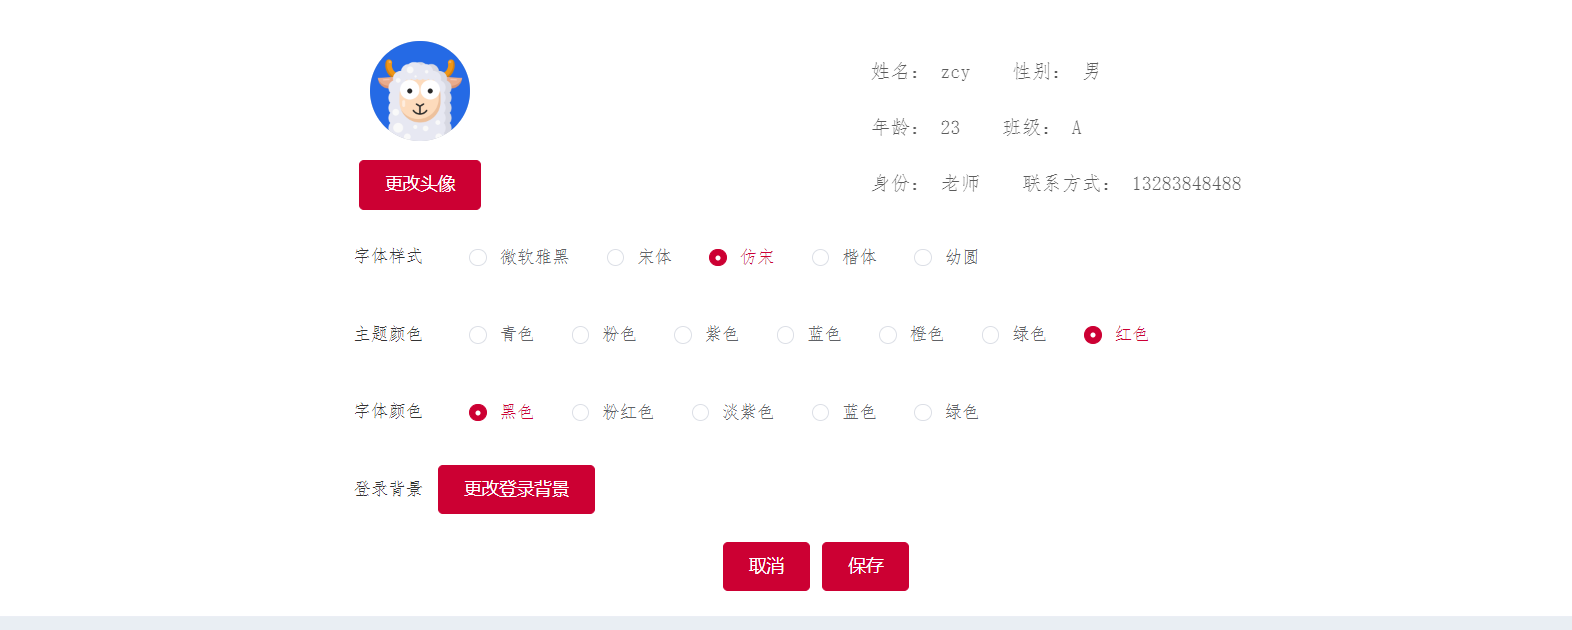 姓名： zcy 性别： 男
年龄： 23 班级： A
更改头像
身份： 老师 联系方式： 13283848488
字体样式 微软雅黑 宋体 仿宋 楷体 幼圆
主题颜色 青色 粉色 紫色 蓝色 橙色 绿色 红色
字体颜色 黑色 粉红色 淡紫色 蓝色 绿色
登录背景 更改登录背景
取消 保存